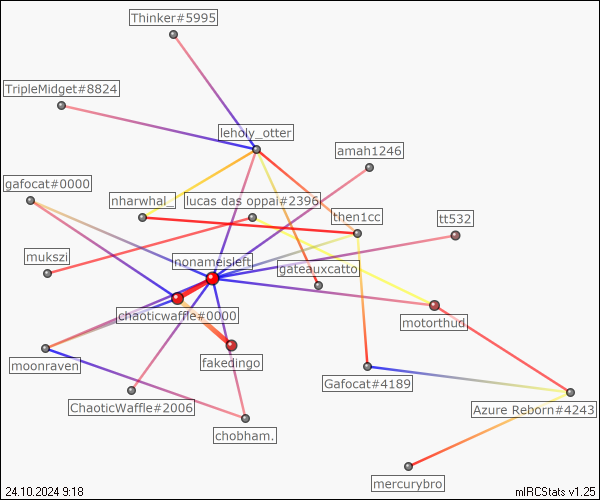 Thinker#5995
TripleMidget#8824
leholy_otter
amah1246
gafocat#0000
nharwhal_
lucas das oppai#2396
then1cc
tt532
mukszi
nonameisleft
gateauxcatto
chaoticwaffle#0000
motorthud
moonraven
fakedingo
Gafocat#4189
ChaoticWaffle#2006
Azure Reborn#4243
chobham.
mercurybro
24.10.2024 9:18
mIRCStats v1.25